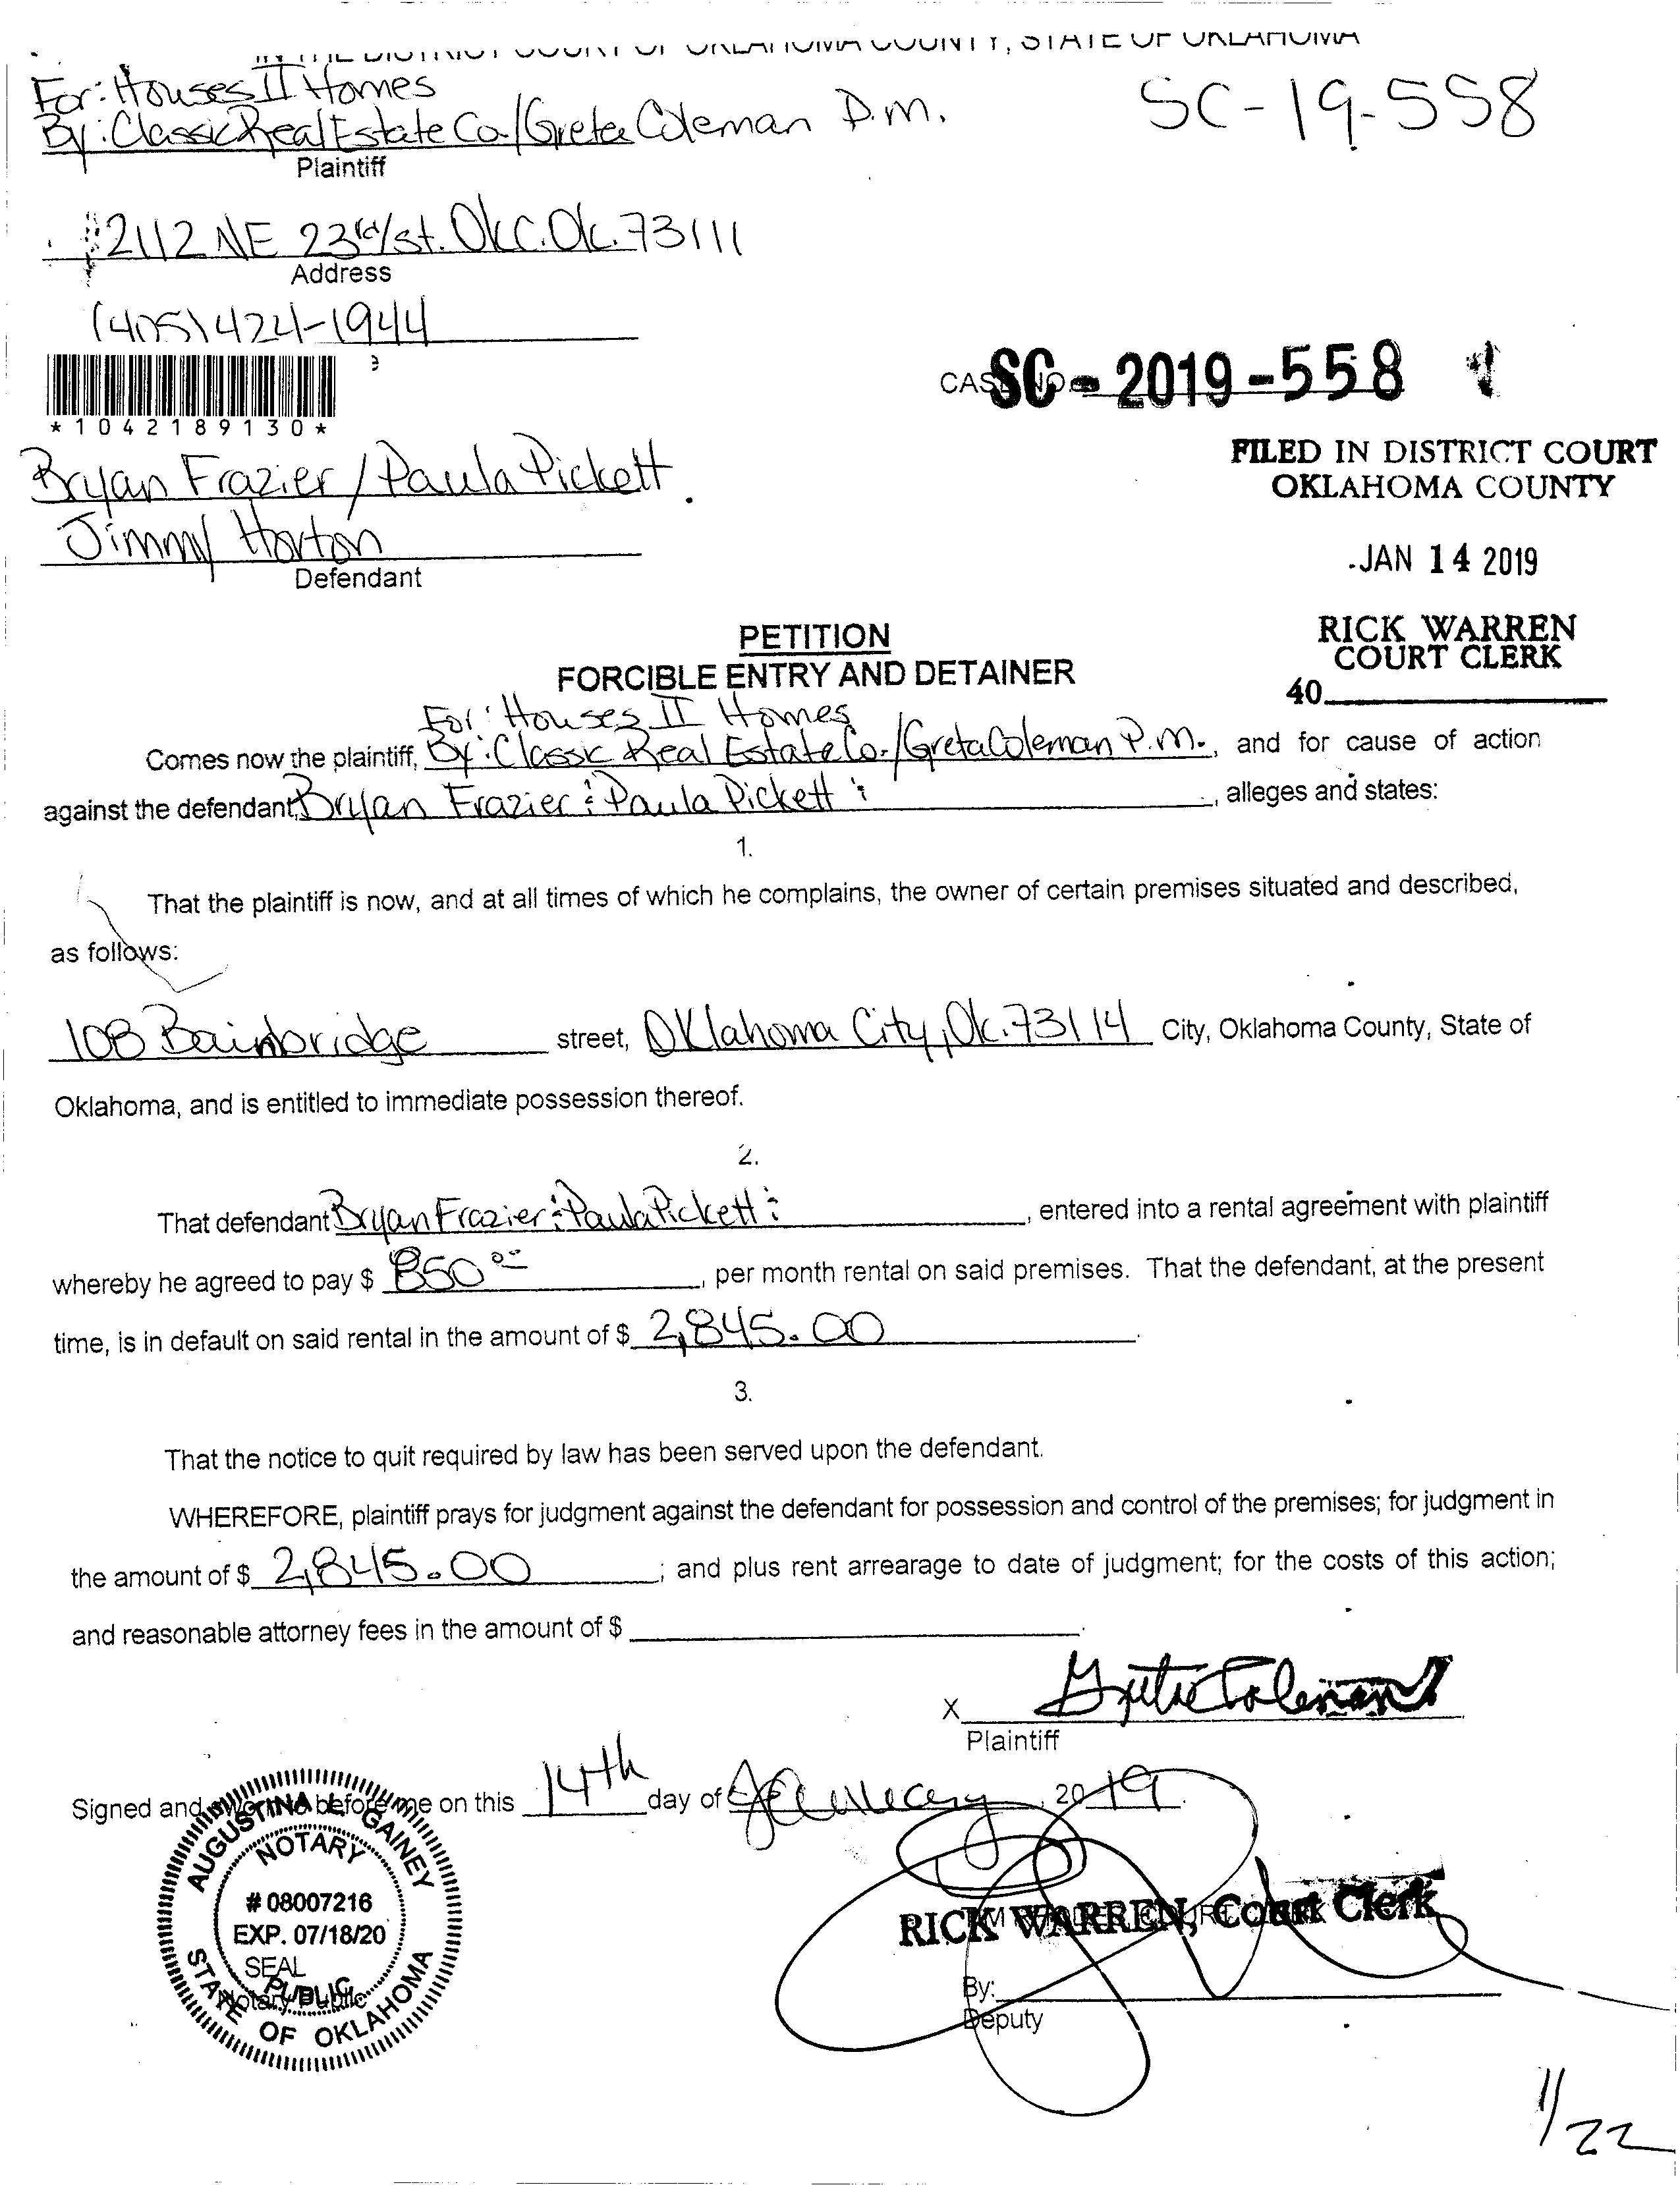 IN THE DISTRICT COURT OF OKLAHOMA COUNTY, STATE OF OKLAHOMA
For: Houses II Homes
By: Classic Real Estate Co./Greta Coleman P.M.
SC-19-558
Plaintiff
2112 NE 23rd/st. Okc. Ok. 73111
Address
(405) 424-1944
CASE NO SC - 2019 - 558
*1042189130*
FILED IN DISTRICT COURT
OKLAHOMA COUNTY
Bryan Frazier / Paula Pickett
Jimmy Horton
Defendant
JAN 14 2019
PETITION
FORCIBLE ENTRY AND DETAINER
RICK WARREN
COURT CLERK
40
For: Houses II Homes
Comes now the plaintiff, By: Classic Real Estate Co./Greta Coleman P.M., and for cause of action
against the defendant, Bryan Frazier & Paula Pickett &, alleges and states:
1.
That the plaintiff is now, and at all times of which he complains, the owner of certain premises situated and described,
as follows:
108 Bainbridge street, Oklahoma City, Ok. 73114 City, Oklahoma County, State of
Oklahoma, and is entitled to immediate possession thereof.
2.
That defendant Bryan Frazier & Paula Pickett &, entered into a rental agreement with plaintiff
whereby he agreed to pay $ 850 00, per month rental on said premises. That the defendant, at the present
time, is in default on said rental in the amount of $ 2,845.00.
3.
That the notice to quit required by law has been served upon the defendant.
WHEREFORE, plaintiff prays for judgment against the defendant for possession and control of the premises; for judgment in
the amount of $ 2,845.00; and plus rent arrearage to date of judgment; for the costs of this action;
and reasonable attorney fees in the amount of $
X Greta Coleman
Plaintiff
Signed and sworn to before me on this 14th day of January, 2019.
AUGUSTINA L. GAINEY
NOTARY
# 08007216
EXP. 07/18/20
SEAL
PUBLIC
Notary Public
STATE OF OKLAHOMA
RICK WARREN, Court Clerk
By:
Deputy
1/22